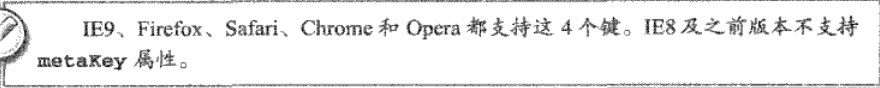 IE9、Firefox、Safari、Chrome 和 Opera 都支持这 4 个键。IE8 及之前版本不支持
metaKey 属性。